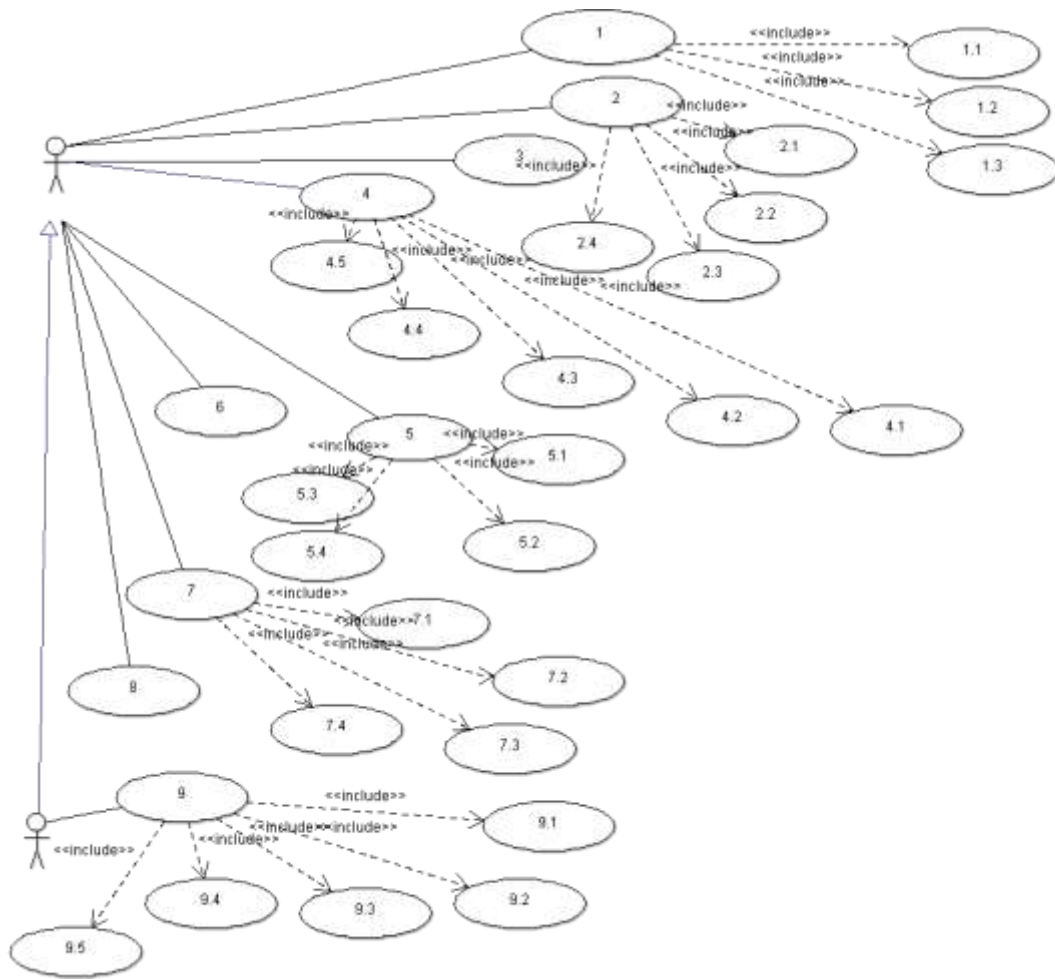 1
<<include>>
1.1
<<include>>
<<include>>
1.2
2
<<include>>
<<include>>
2.1
1.3
3
<<include>>
<<include>>
4
<<include>>
2.2
2.4
<<include>>
4.5
<<include>>
2.3
<<include>>
<<include>>
4.4
4.3
4.2
4.1
6
5
<<include>>
<<include>>
5.1
<<include>>
<<include>>
5.3
5.4
5.2
7
<<include>>
<<include>>
7.1
<<include>>
<<include>>
7.2
8
7.4
7.3
9
<<include>>
9.1
<<include>>
<<include>>
<<include>>
<<include>>
9.4
9.3
9.2
9.5